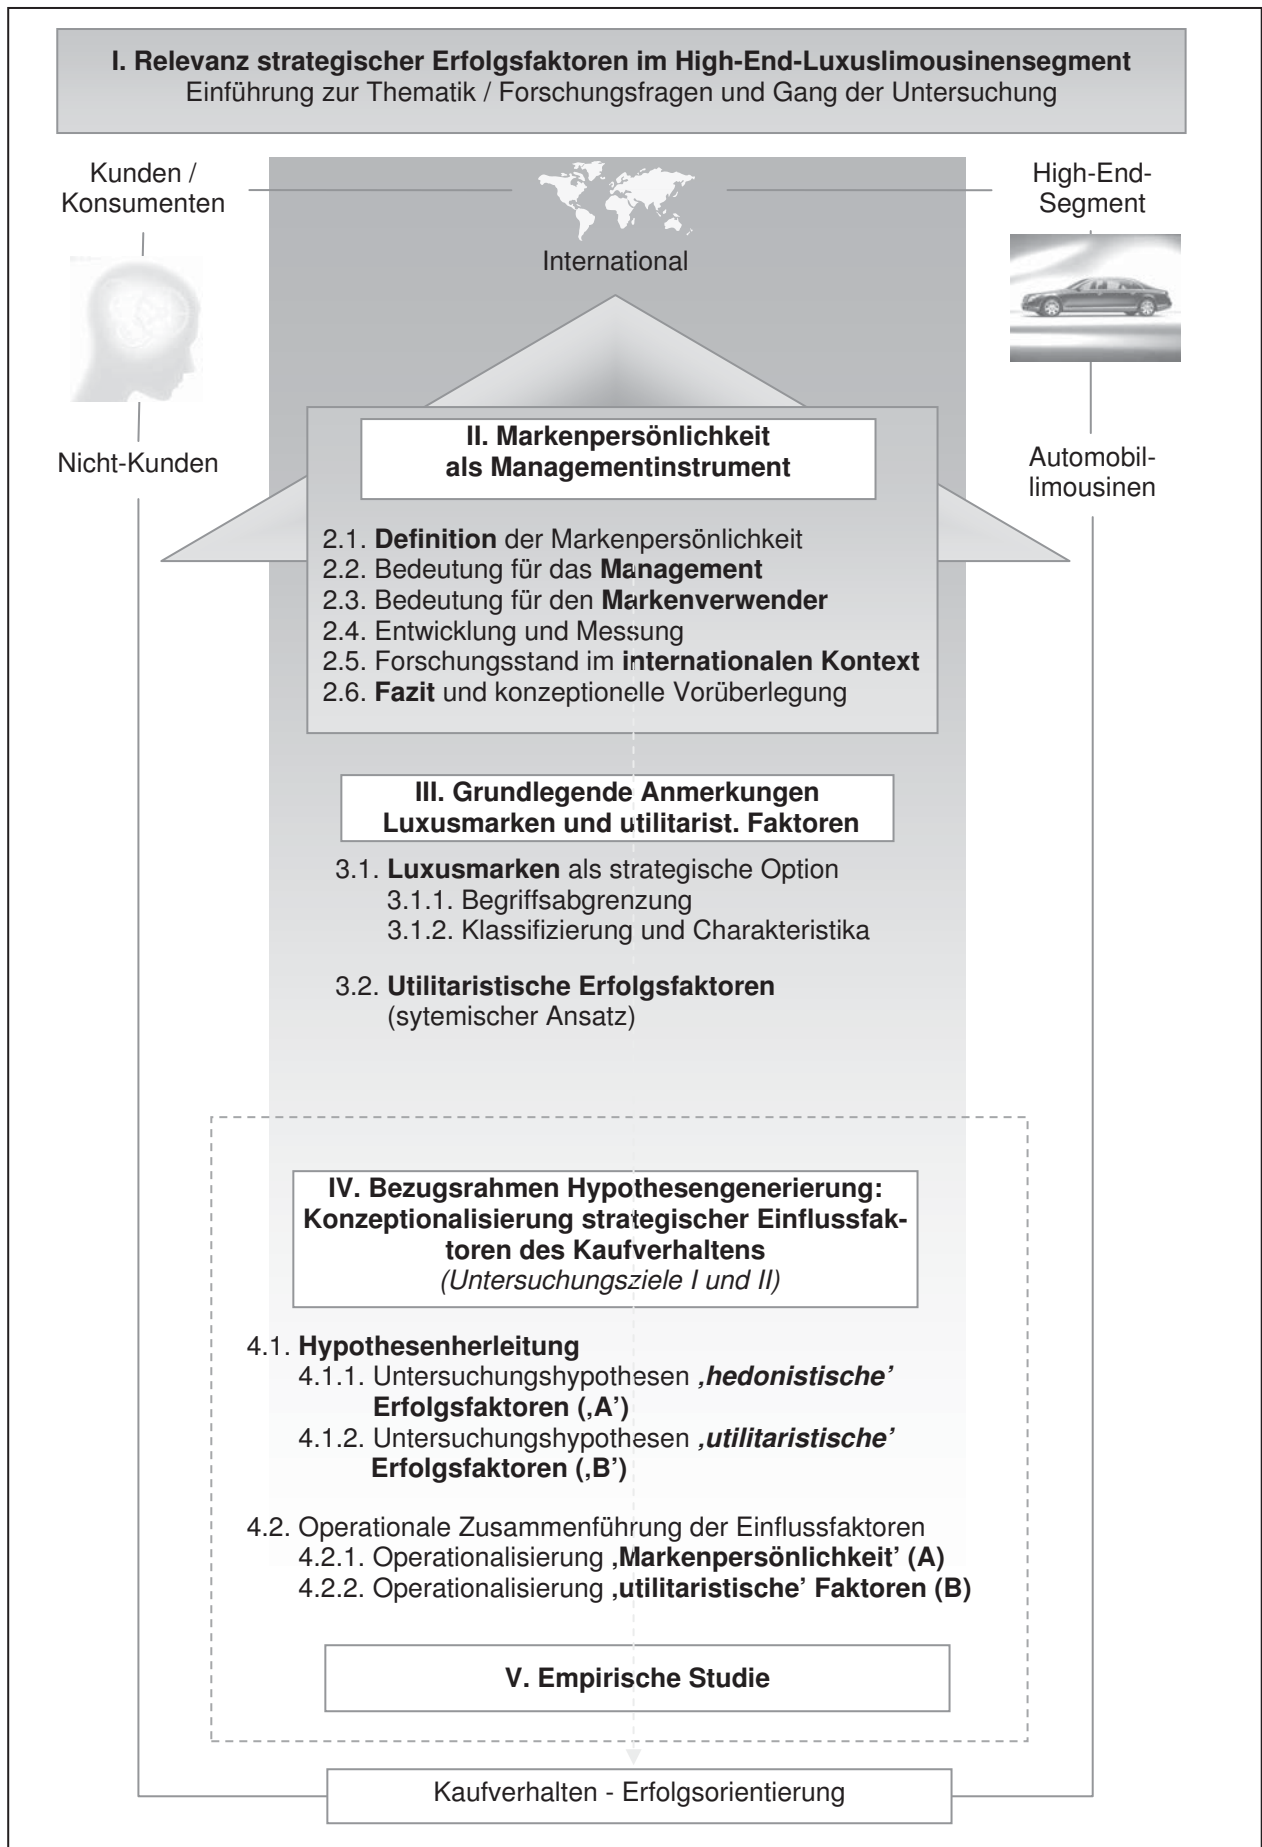 I. Relevanz strategischer Erfolgsfaktoren im High-End-Luxuslimousinensegment
Einführung zur Thematik / Forschungsfragen und Gang der Untersuchung
Kunden /
Konsumenten
International
High-End-
Segment
Nicht-Kunden
Automobil-
limousinen
II. Markenpersönlichkeit
als Managementinstrument
2.1. Definition der Markenpersönlichkeit
2.2. Bedeutung für das Management
2.3. Bedeutung für den Markenverwender
2.4. Entwicklung und Messung
2.5. Forschungsstand im internationalen Kontext
2.6. Fazit und konzeptionelle Vorüberlegung
III. Grundlegende Anmerkungen
Luxusmarken und utilitarist. Faktoren
3.1. Luxusmarken als strategische Option
3.1.1. Begriffsabgrenzung
3.1.2. Klassifizierung und Charakteristika
3.2. Utilitaristische Erfolgsfaktoren
(sytemischer Ansatz)
IV. Bezugsrahmen Hypothesengenerierung:
Konzeptionalisierung strategischer Einflussfak-
toren des Kaufverhaltens
(Untersuchungsziele I und II)
4.1. Hypothesenherleitung
4.1.1. Untersuchungshypothesen ‚hedonistische’
Erfolgsfaktoren (‚A’)
4.1.2. Untersuchungshypothesen ‚utilitaristische’
Erfolgsfaktoren (‚B’)
4.2. Operationale Zusammenführung der Einflussfaktoren
4.2.1. Operationalisierung ‚Markenpersönlichkeit’ (A)
4.2.2. Operationalisierung ‚utilitaristische’ Faktoren (B)
V. Empirische Studie
Kaufverhalten - Erfolgsorientierung